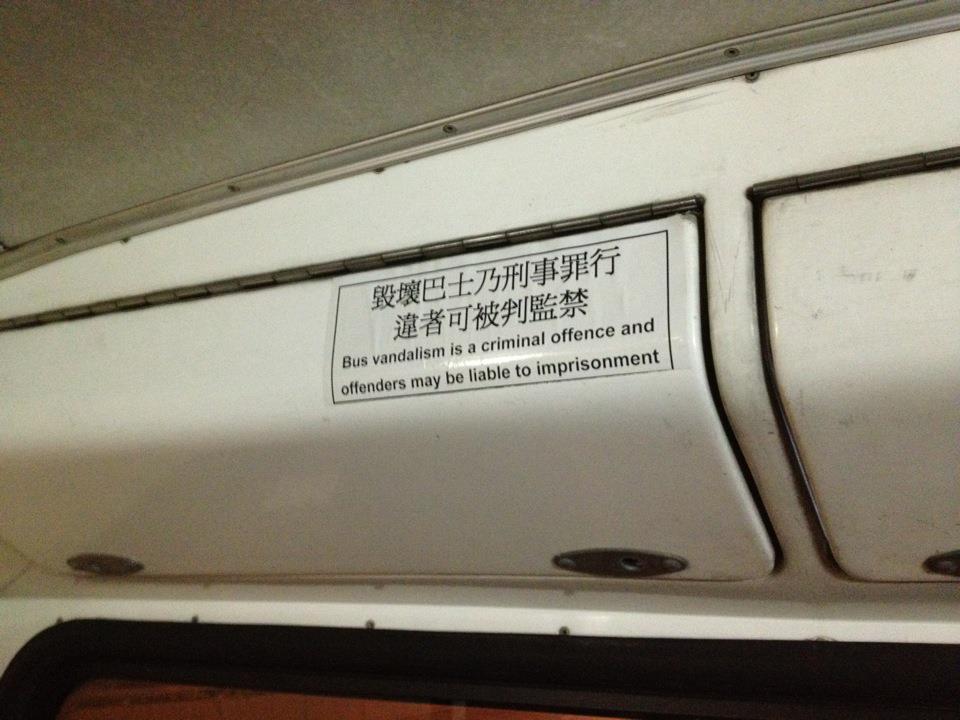 毀壞巴士乃刑事罪行
違者可被判監禁
Bus vandalism is a criminal offence and
offenders may be liable to imprisonment